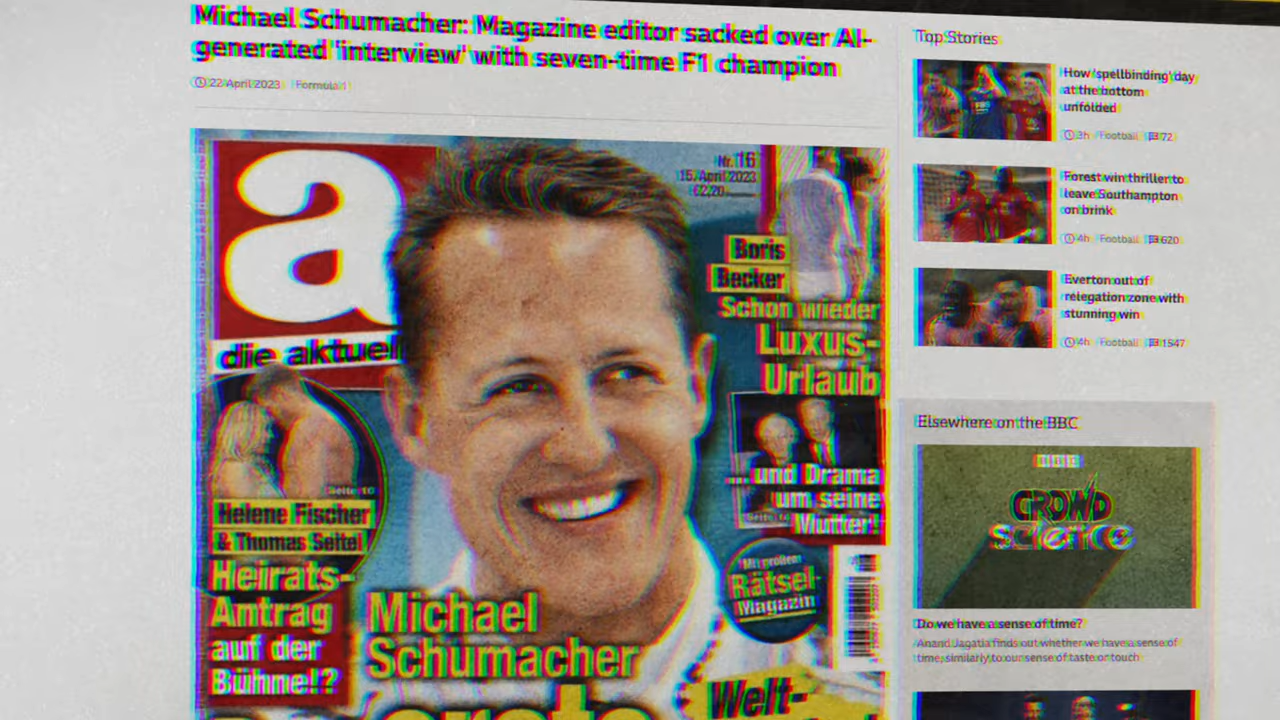 Michael Schumacher: Magazine editor sacked over AI-
generated 'interview' with seven-time F1 champion
22 April 2023 Formula 1
a
die aktuel
Nr. 16
15. April 2023
€2,20
Boris
Becker
Schon wieder
Luxus-
Urlaub
... und Drama
um seine
Mutter!
Seite 10
Helene Fischer
& Thomas Seitel
Heirats-
Antrag
auf der
Bühne!?
Mit großem
Rätsel-
Magazin
Michael
Schumacher
erste
Welt-
Top Stories
How 'spellbinding' day
at the bottom
unfolded
3h Football 72
Forest win thriller to
leave Southampton
on brink
4h Football 620
Everton out of
relegation zone with
stunning win
4h Football 1547
Elsewhere on the BBC
BBC
CROWD
science
Do we have a sense of time?
Anand Jagatia finds out whether we have a sense of
time, similarly to our sense of taste or touch